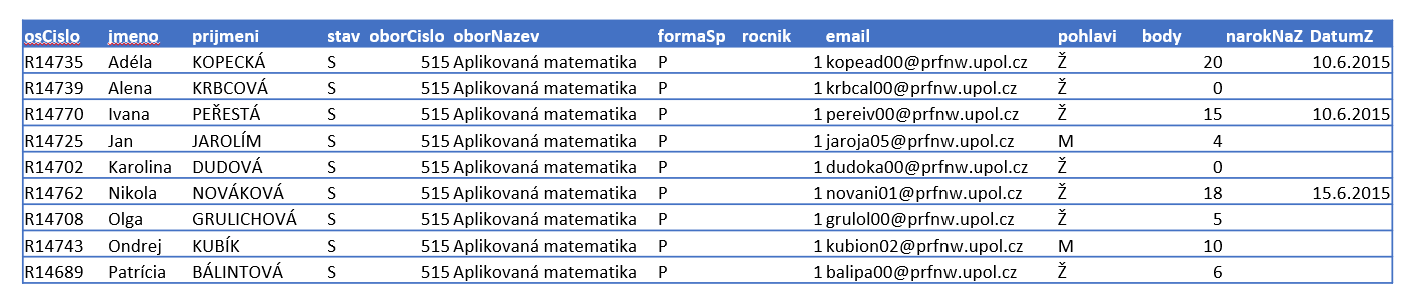 osCislo jmeno prijmeni stav oborCislo oborNazev formaSp rocnik email pohlavi body narokNaZ DatumZ
R14735 Adéla KOPECKÁ S 515 Aplikovaná matematika P 1 kopead00@prfnw.upol.cz Ž 20 10.6.2015
R14739 Alena KRBCOVÁ S 515 Aplikovaná matematika P 1 krbcal00@prfnw.upol.cz Ž 0
R14770 Ivana PEŘESTÁ S 515 Aplikovaná matematika P 1 pereiv00@prfnw.upol.cz Ž 15 10.6.2015
R14725 Jan JAROLÍM S 515 Aplikovaná matematika P 1 jaroja05@prfnw.upol.cz M 4
R14702 Karolina DUDOVÁ S 515 Aplikovaná matematika P 1 dudoka00@prfnw.upol.cz Ž 0
R14762 Nikola NOVÁKOVÁ S 515 Aplikovaná matematika P 1 novani01@prfnw.upol.cz Ž 18 15.6.2015
R14708 Olga GRULICHOVÁ S 515 Aplikovaná matematika P 1 grulol00@prfnw.upol.cz Ž 5
R14743 Ondrej KUBÍK S 515 Aplikovaná matematika P 1 kubion02@prfnw.upol.cz M 10
R14689 Patrícia BÁLINTOVÁ S 515 Aplikovaná matematika P 1 balipa00@prfnw.upol.cz Ž 6